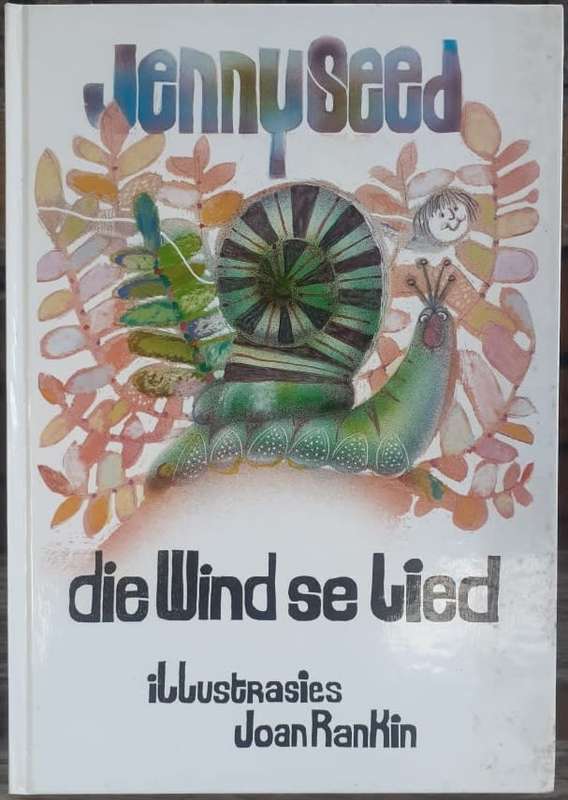 Jenny Seed
die Wind se Lied
illustrasies
Joan Rankin